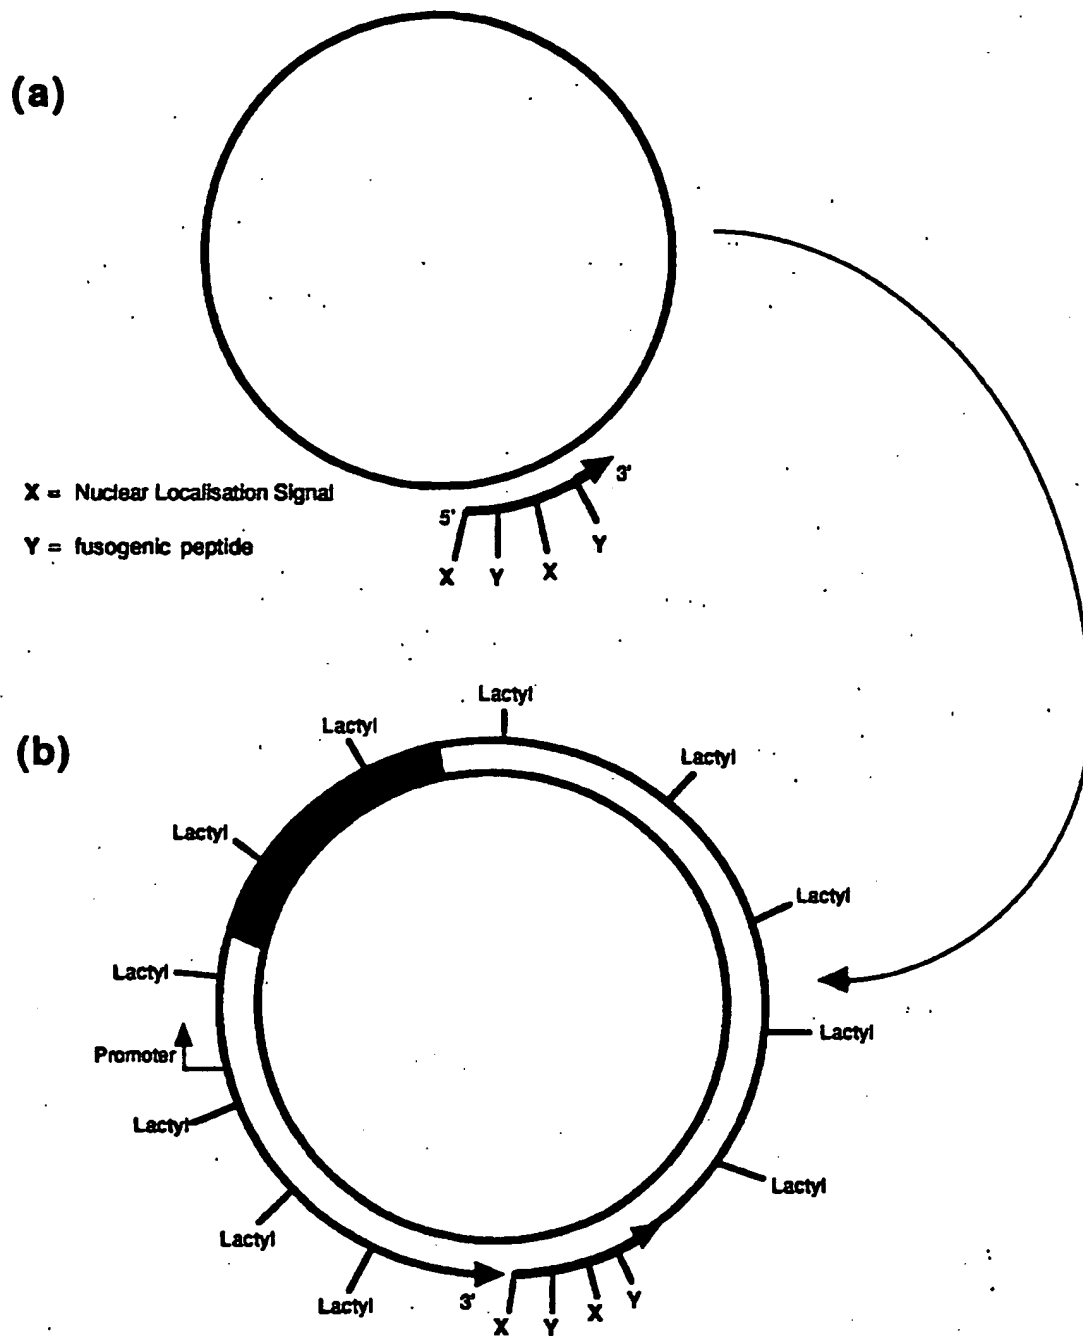 (a)
X = Nuclear Localisation Signal
Y = fusogenic peptide
5'
3'
X
Y
X
Y
(b)
Lactyl
Lactyl
Lactyl
Lactyl
Lactyl
Lactyl
Lactyl
Promoter
Lactyl
Lactyl
Lactyl
Lactyl
3'
X
Y
X
Y